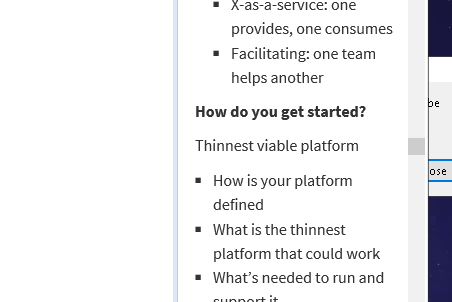 X-as-a-service: one
provides, one consumes
Facilitating: one team
helps another
How do you get started?
Thinnest viable platform
How is your platform
defined
What is the thinnest
platform that could work
What's needed to run and
support it
be
ose